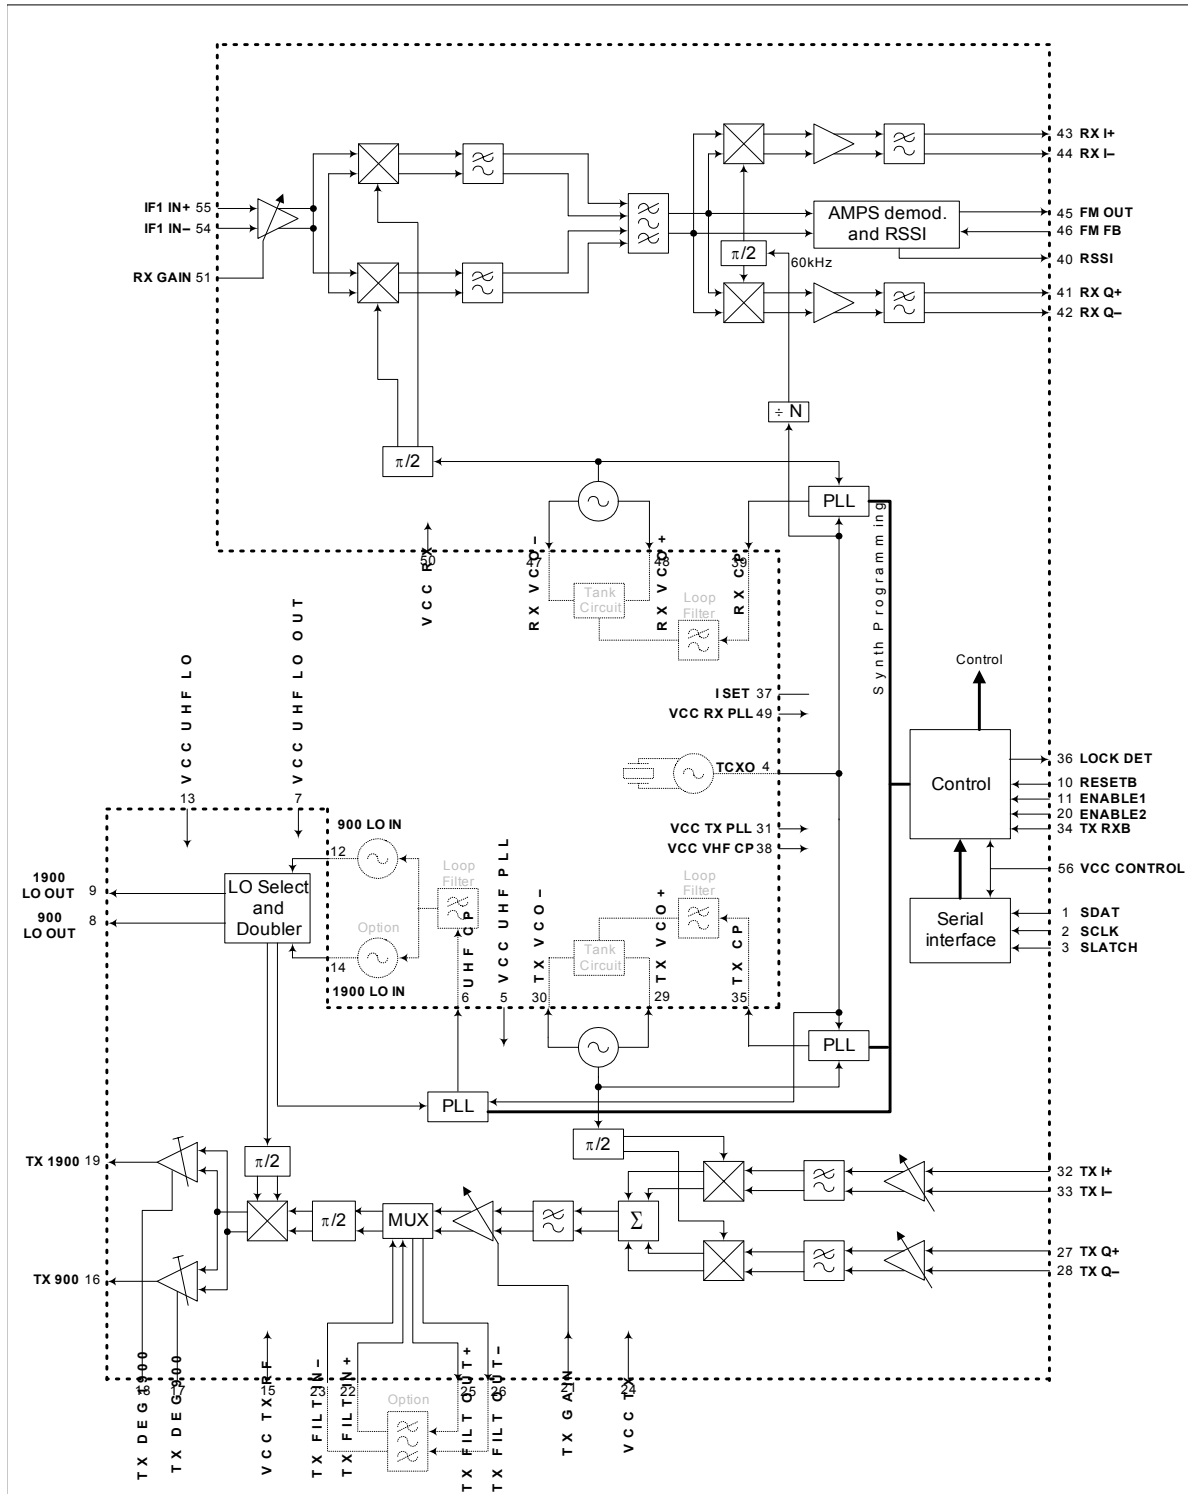 43 RX I+
44 RX I–
IF1 IN+ 55
IF1 IN– 54
AMPS demod.
and RSSI
45 FM OUT
46 FM FB
π/2
60kHz
40 RSSI
RX GAIN 51
41 RX Q+
42 RX Q–
÷ N
π/2
PLL
VCC RX
50
RX VCO–
47
RX VCO+
48
RX CP
39
Tank
Circuit
Loop
Filter
Synth Programming
Control
I SET 37
VCC RX PLL 49
TCXO 4
Control
36 LOCK DET
10 RESETB
11 ENABLE1
20 ENABLE2
34 TX RXB
56 VCC CONTROL
VCC UHF LO
13
VCC UHF LO OUT
7
VCC TX PLL 31
VCC VHF CP 38
900 LO IN
12
1900
LO OUT 9
900
LO OUT 8
LO Select
and
Doubler
Option
14
1900 LO IN
Loop
Filter
UHF CP
6
VCC UHF PLL
5
TX VCO–
30
TX VCO+
29
TX CP
35
Tank
Circuit
Loop
Filter
Serial
interface
1 SDAT
2 SCLK
3 SLATCH
PLL
PLL
π/2
TX 1900 19
π/2
32 TX I+
33 TX I–
π/2
MUX
Σ
27 TX Q+
28 TX Q–
TX 900 16
TX DEG1900
18
TX DEG900
17
VCC TX RF
15
TX FILT IN–
23
TX FILT IN+
22
Option
TX FILT OUT+
25
TX FILT OUT–
26
TX GAIN
21
VCC TX
24